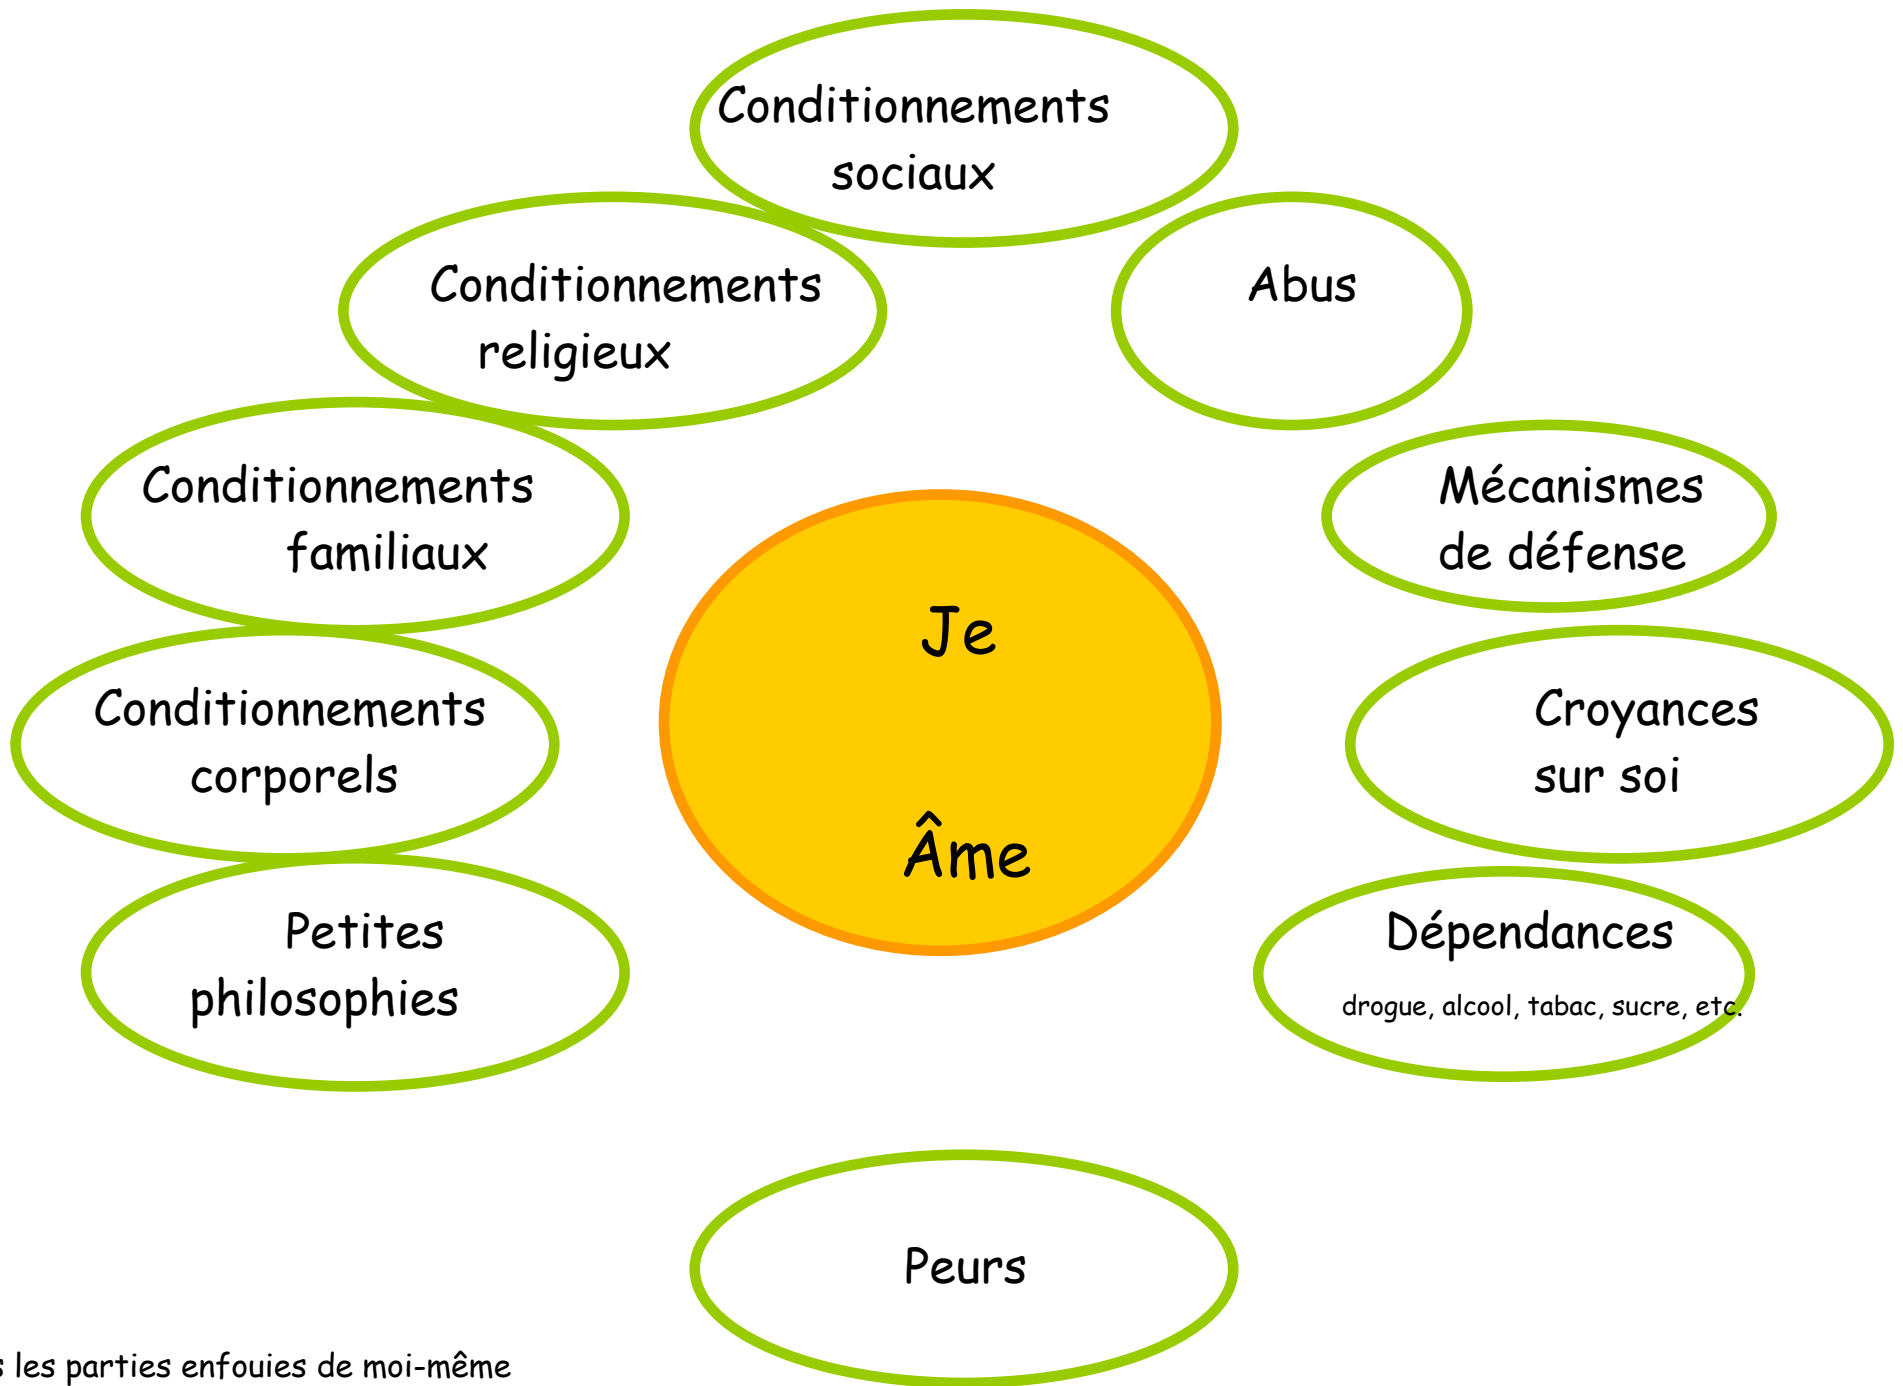 Conditionnements
sociaux
Conditionnements
religieux
Abus
Conditionnements
familiaux
Mécanismes
de défense
Je
Âme
Conditionnements
corporels
Croyances
sur soi
Petites
philosophies
Dépendances
drogue, alcool, tabac, sucre, etc.
Peurs
les parties enfouies de moi-même